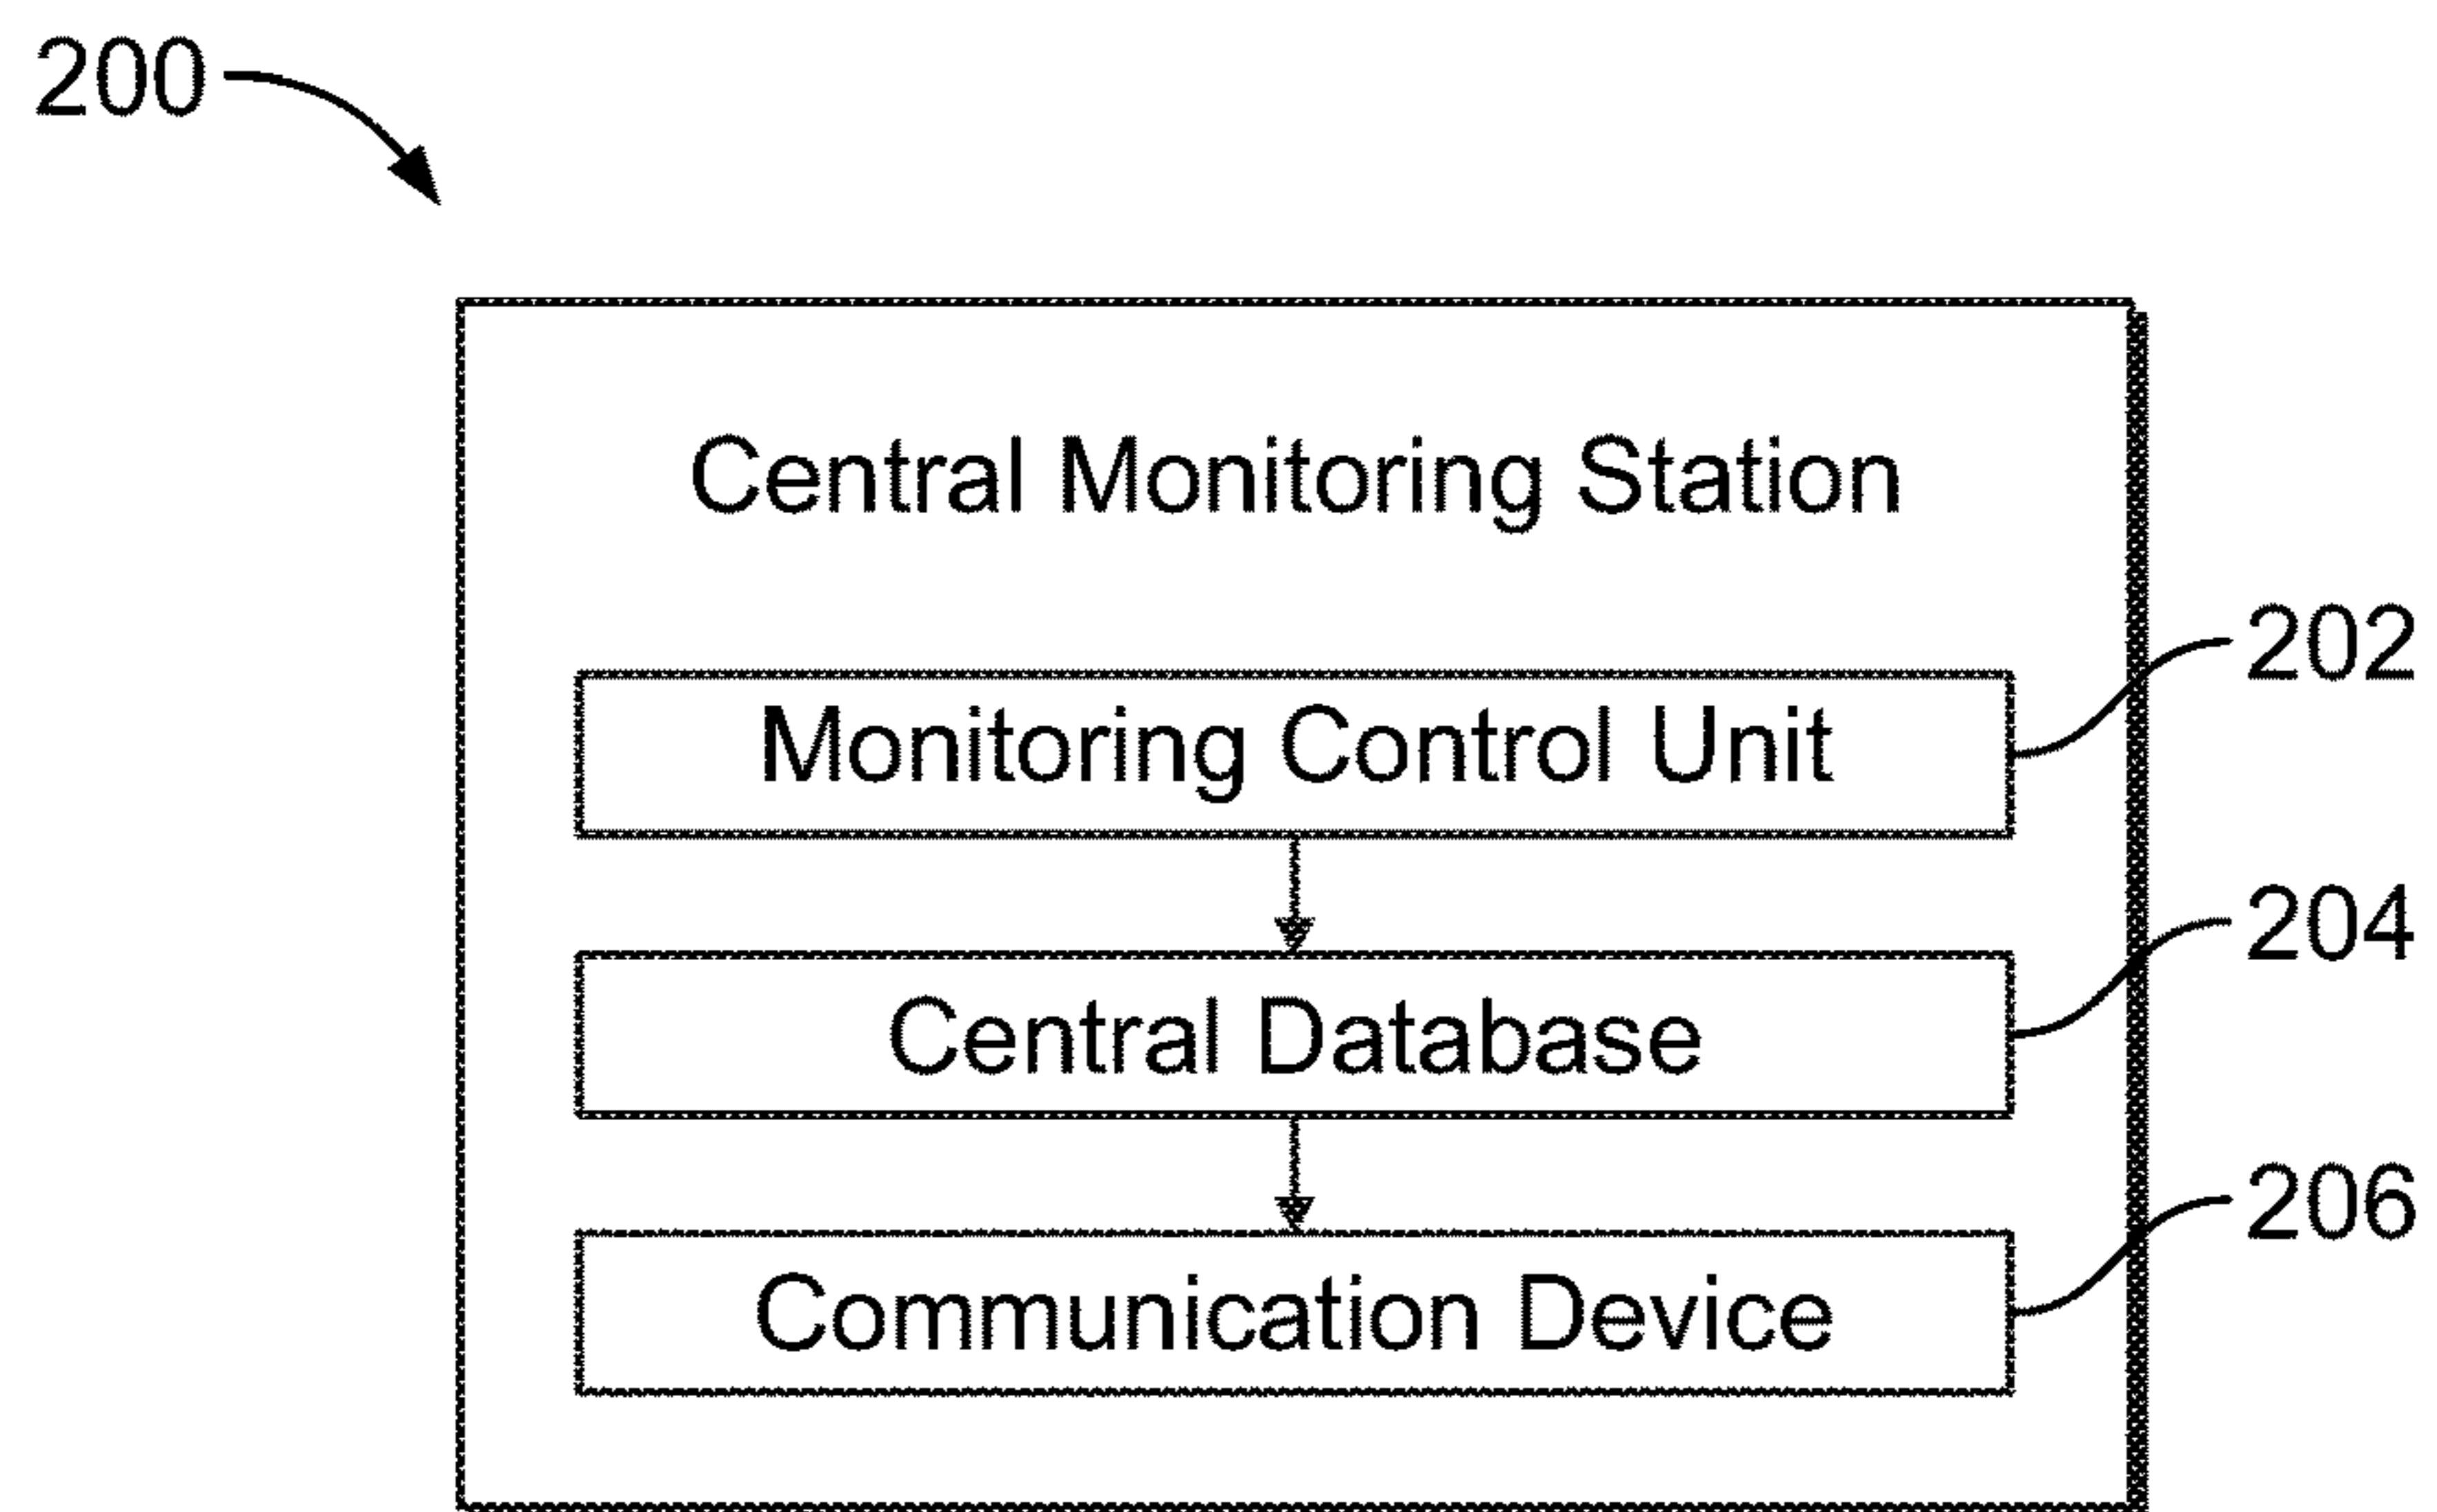 200
Central Monitoring Station
202
Monitoring Control Unit
204
Central Database
206
Communication Device